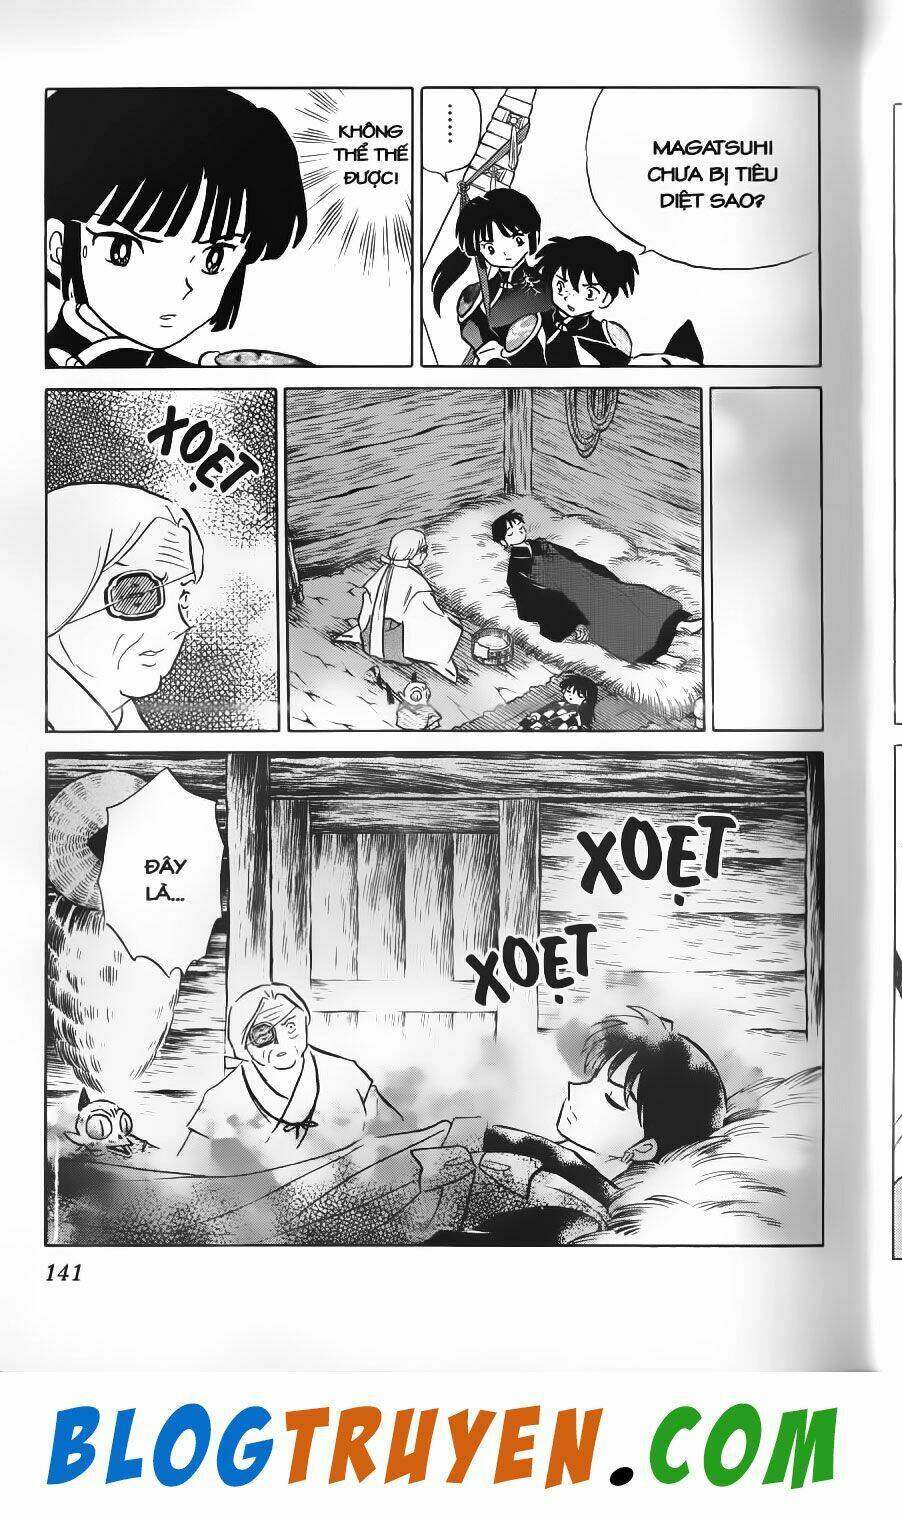 MAGATSUHI
CHƯA BỊ TIÊU
DIỆT SAO?
........
KHÔNG
THỂ THẾ
ĐƯỢC!
XOẸT
XOẸT
XOẸT
ĐÂY
LÀ...
141
BLOGTRUYEN.COM